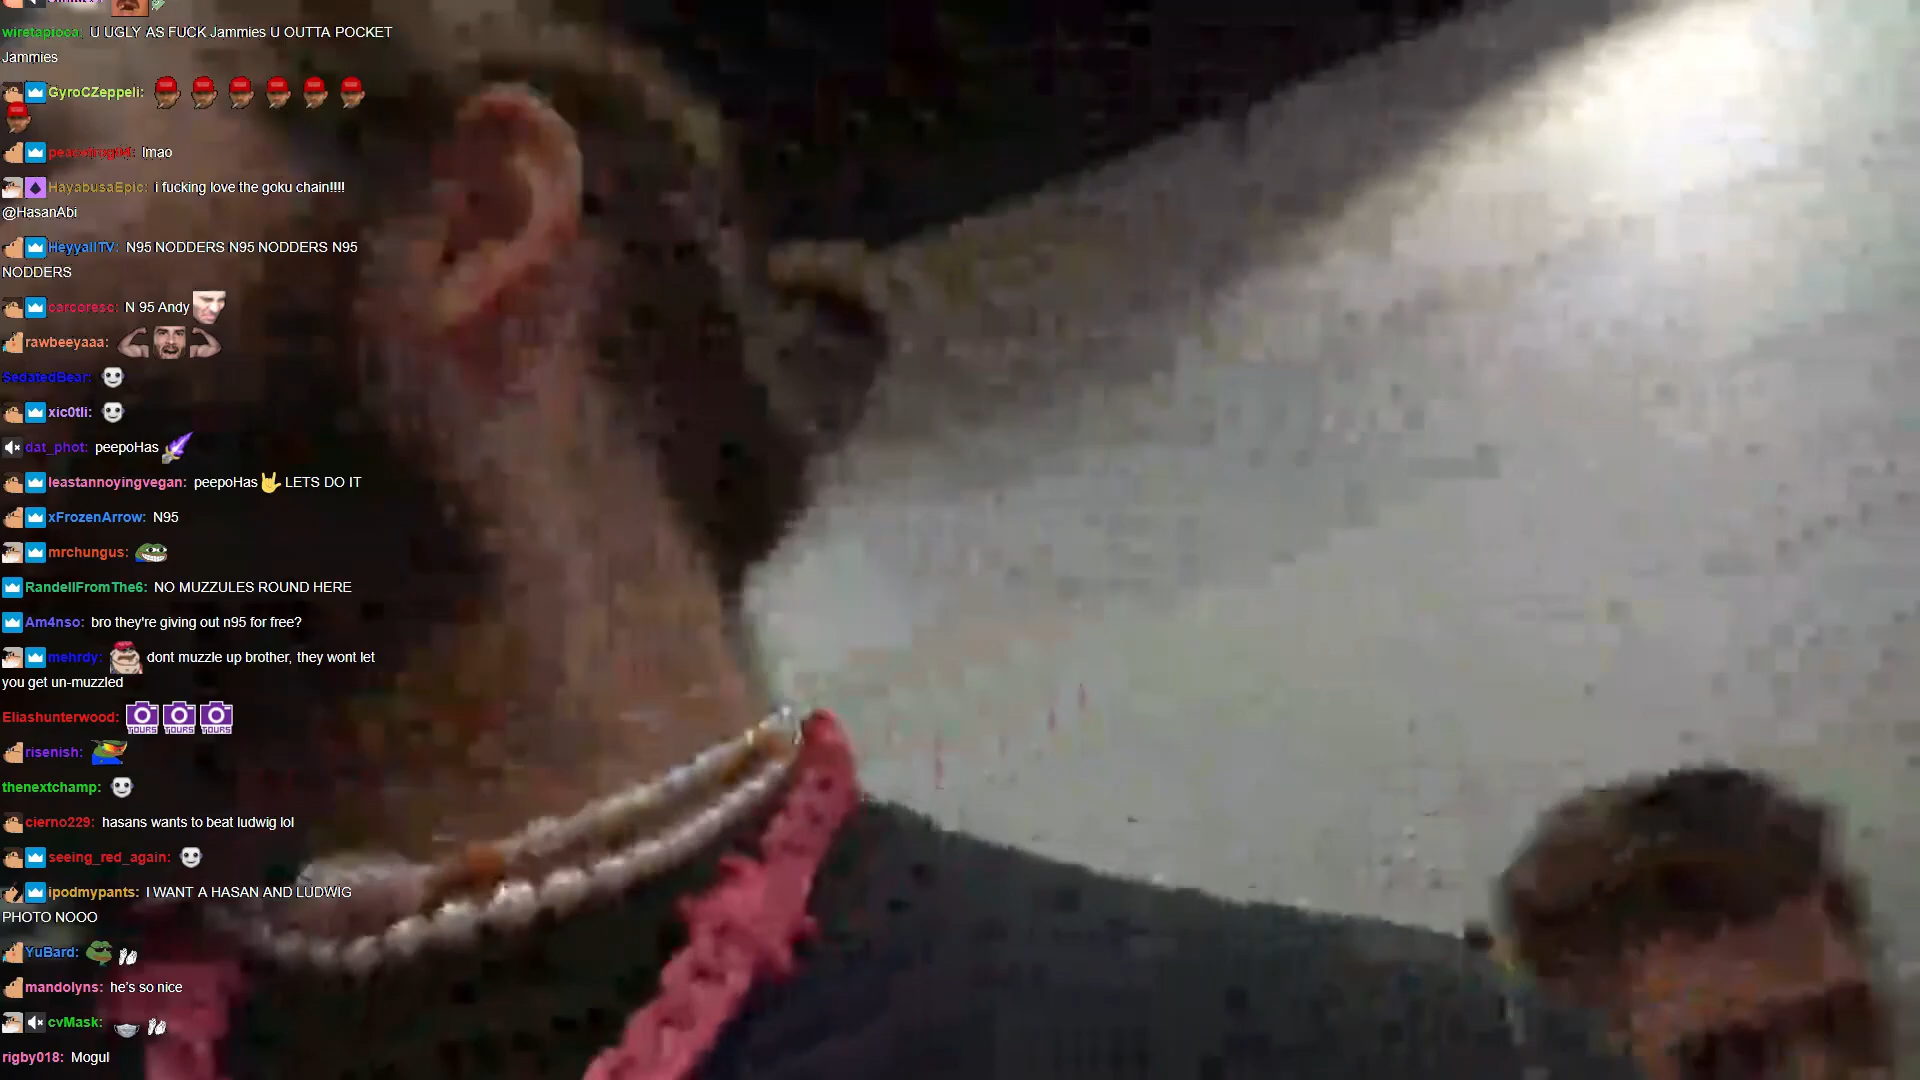 wiretapioca: U UGLY AS FUCK Jammies U OUTTA POCKET
Jammies
GyroCZeppeli:
lmao
HayabusaEpic: i fucking love the goku chain!!!!
@HasanAbi
HeyyallTV: N95 NODDERS N95 NODDERS N95
NODDERS
carcoresc: N 95 Andy
rawbeeyaaa:
SedatedBear:
xic0tli:
dat_phot: peepoHas
leastannoyingvegan: peepoHas LETS DO IT
xFrozenArrow: N95
mrchungus:
RandellFromThe6: NO MUZZULES ROUND HERE
Am4nso: bro they're giving out n95 for free?
mehrdy: dont muzzle up brother, they wont let
you get un-muzzled
Eliashunterwood: TOURS TOURS TOURS
risenish:
thenextchamp:
cierno229: hasans wants to beat ludwig lol
seeing_red_again:
ipodmypants: I WANT A HASAN AND LUDWIG
PHOTO NOOO
YuBard:
mandolyns: he's so nice
cvMask:
rigby018: Mogul